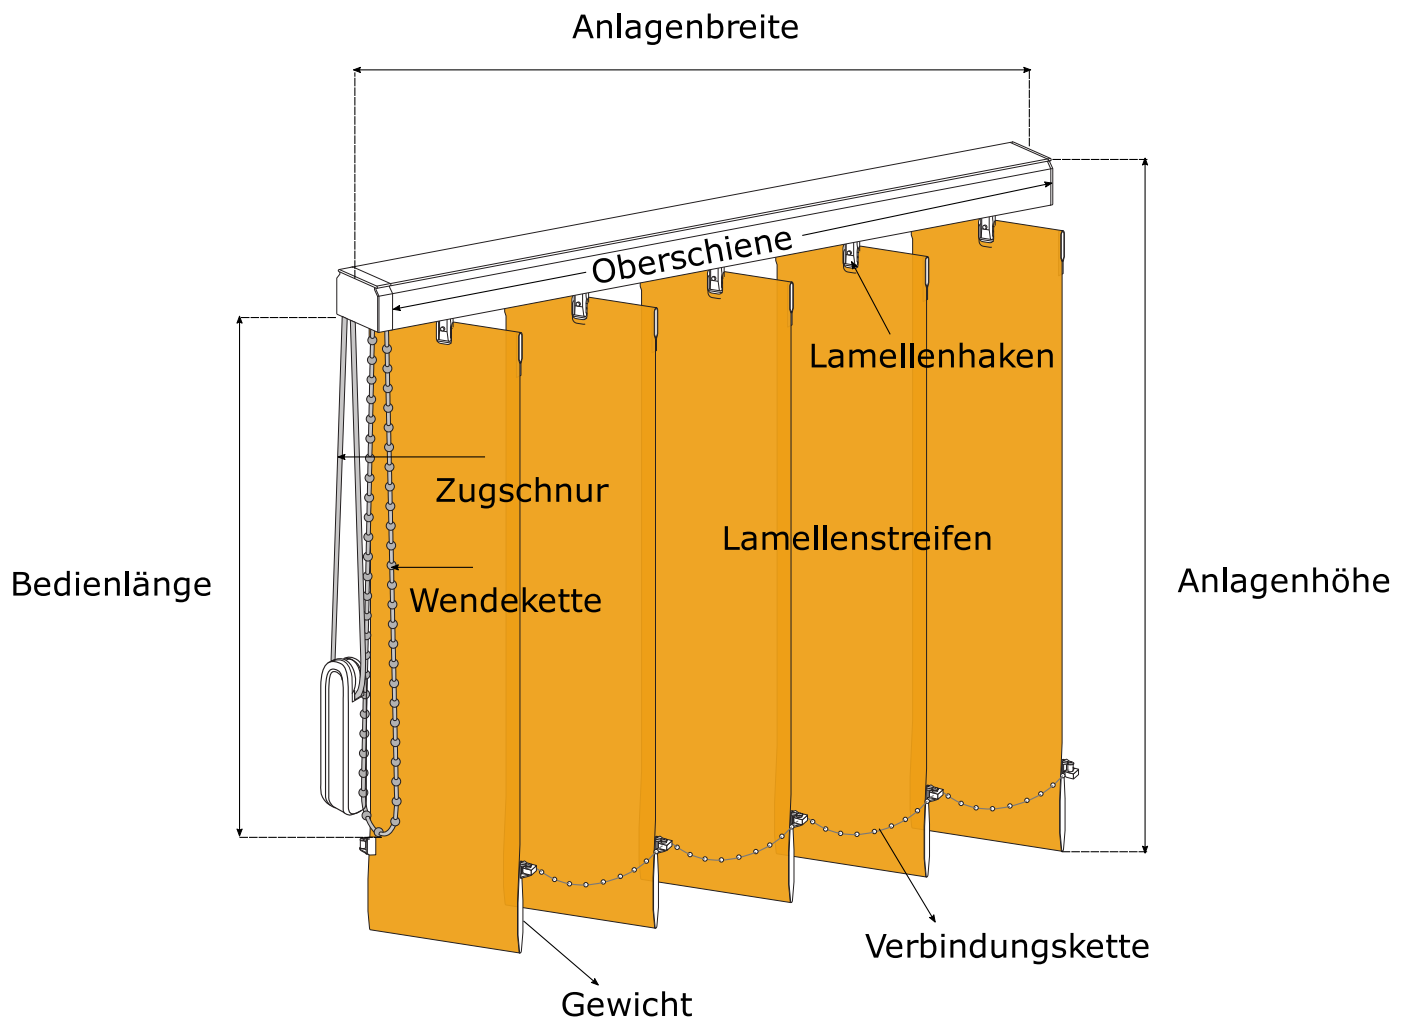 Anlagenbreite
Oberschiene
Lamellenhaken
Zugschnur
Lamellenstreifen
Bedienlänge
Wendekette
Anlagenhöhe
Verbindungskette
Gewicht